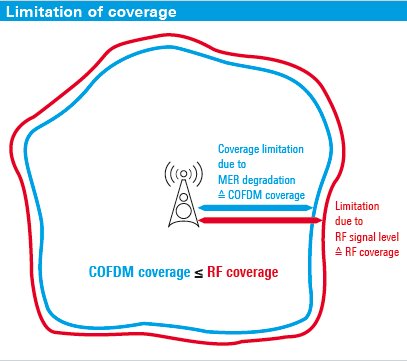 Limitation of coverage
Coverage limitation
due to
MER degradation
≙ COFDM coverage
Limitation
due to
RF signal level
≙ RF coverage
COFDM coverage ≤ RF coverage